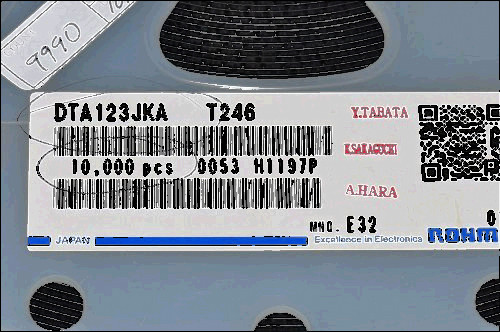 9990
DTA123JKA T246
Y.TABATA
K.SAKAGUCHI
10,000 pcs 0053 H1197P
A.HARA
MNO. E32
JAPAN
Excellence in Electronics ROHM